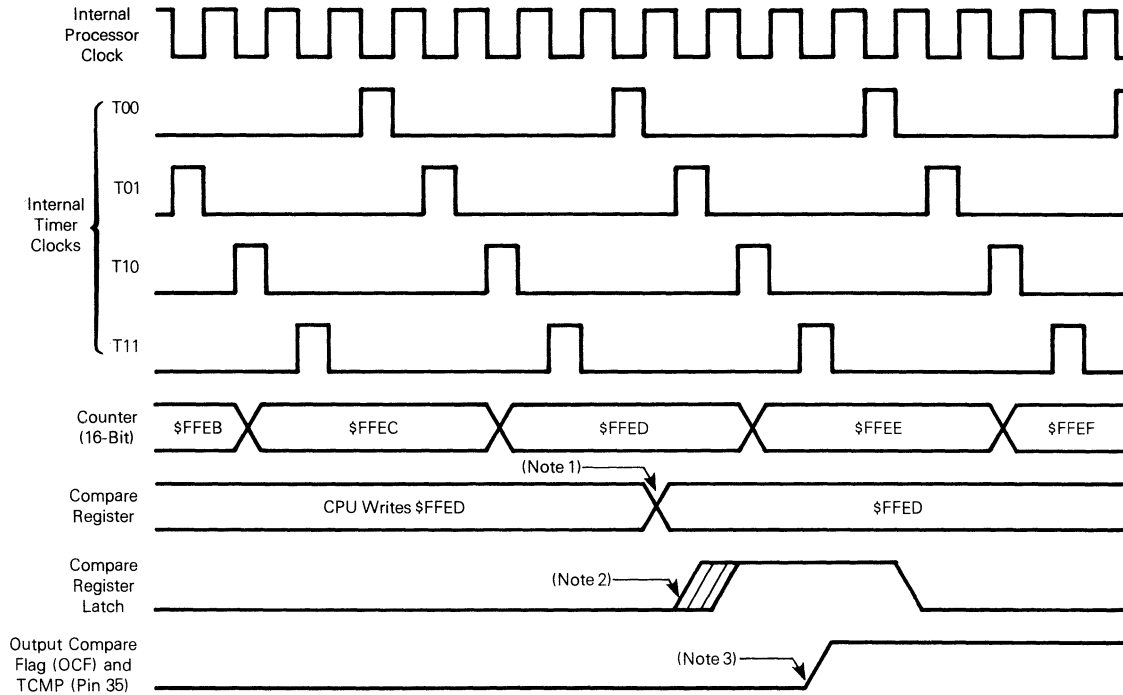 Internal
Processor
Clock
T00
T01
Internal
Timer
Clocks
T10
T11
Counter
(16-Bit)
$FFEB
$FFEC
$FFED
$FFEE
$FFEF
(Note 1)
Compare
Register
CPU Writes $FFED
$FFED
Compare
Register
Latch
(Note 2)
Output Compare
Flag (OCF) and
TCMP (Pin 35)
(Note 3)